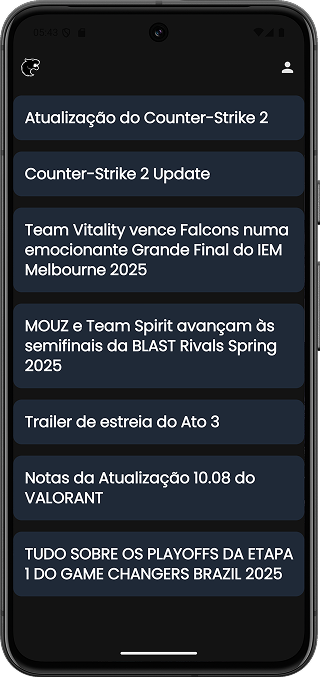 05:43
Atualização do Counter-Strike 2
Counter-Strike 2 Update
Team Vitality vence Falcons numa
emocionante Grande Final do IEM
Melbourne 2025
MOUZ e Team Spirit avançam às
semifinais da BLAST Rivals Spring
2025
Trailer de estreia do Ato 3
Notas da Atualização 10.08 do
VALORANT
TUDO SOBRE OS PLAYOFFS DA ETAPA
1 DO GAME CHANGERS BRAZIL 2025